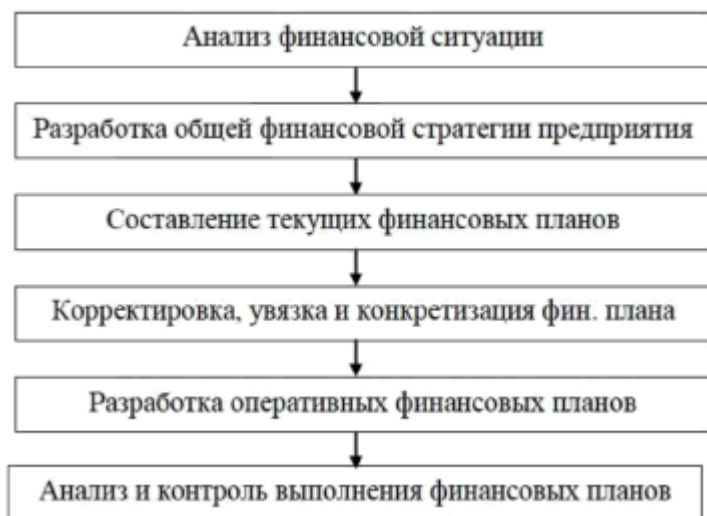 Анализ финансовой ситуации
Разработка общей финансовой стратегии предприятия
Составление текущих финансовых планов
Корректировка, увязка и конкретизация фин. плана
Разработка оперативных финансовых планов
Анализ и контроль выполнения финансовых планов